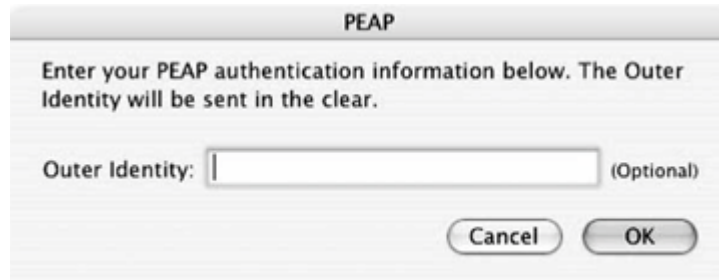 PEAP
Enter your PEAP authentication information below. The Outer
Identity will be sent in the clear.
Outer Identity: (Optional)
Cancel OK